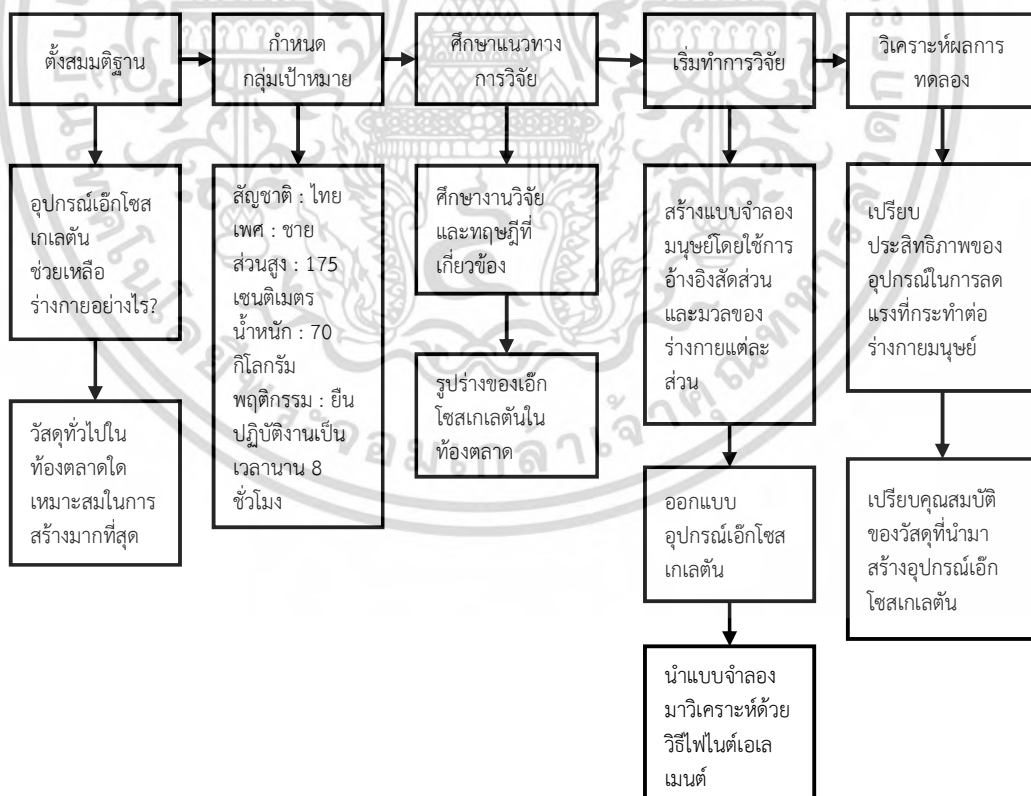 ตั้งสมมติฐาน
กำหนด
กลุ่มเป้าหมาย
ศึกษาแนวทาง
การวิจัย
เริ่มทำการวิจัย
วิเคราะห์ผลการ
ทดลอง
อุปกรณ์เอ็กโซส
เกเลตัน
ช่วยเหลือ
ร่างกายอย่างไร?
วัสดุทั่วไปใน
ท้องตลาดใด
เหมาะสมในการ
สร้างมากที่สุด
สัญชาติ : ไทย
เพศ : ชาย
ส่วนสูง : 175
เซนติเมตร
น้ำหนัก : 70
กิโลกรัม
พฤติกรรม : ยืน
ปฏิบัติงานเป็น
เวลานาน 8
ชั่วโมง
ศึกษางานวิจัย
และทฤษฎีที่
เกี่ยวข้อง
รูปร่างของเอ็ก
โซสเกเลตันใน
ท้องตลาด
สร้างแบบจำลอง
มนุษย์โดยใช้การ
อ้างอิงสัดส่วน
และมวลของ
ร่างกายแต่ละ
ส่วน
ออกแบบ
อุปกรณ์เอ็กโซส
เกเลตัน
นำแบบจำลอง
มาวิเคราะห์ด้วย
วิธีไฟไนต์เอเล
เมนต์
เปรียบ
ประสิทธิภาพของ
อุปกรณ์ในการลด
แรงที่กระทำต่อ
ร่างกายมนุษย์
เปรียบคุณสมบัติ
ของวัสดุที่นำมา
สร้างอุปกรณ์เอ็ก
โซสเกเลตัน